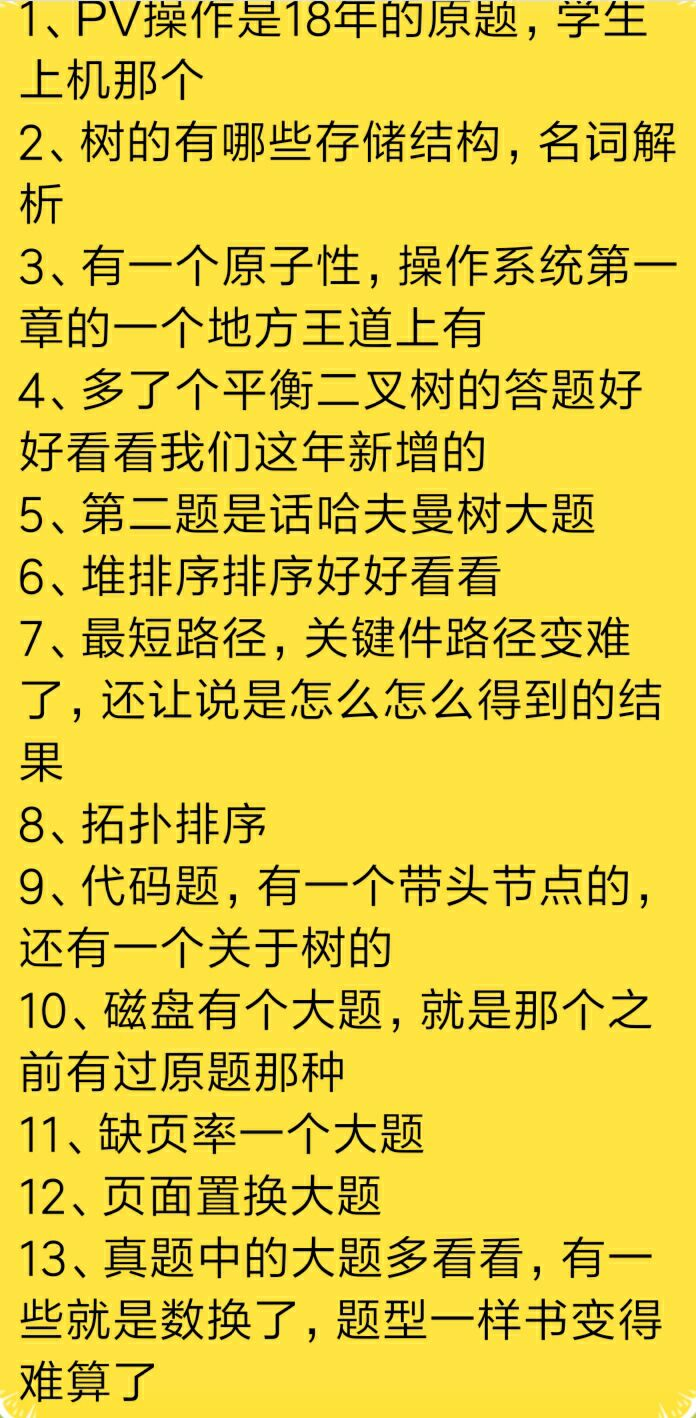 1、PV操作是18年的原题，学生
上机那个
2、树的有哪些存储结构，名词解
析
3、有一个原子性，操作系统第一
章的一个地方王道上有
4、多了个平衡二叉树的答题好
好看看我们这年新增的
5、第二题是话哈夫曼树大题
6、堆排序排序好好看看
7、最短路径，关键件路径变难
了，还让说是怎么怎么得到的结
果
8、拓扑排序
9、代码题，有一个带头节点的，
还有一个关于树的
10、磁盘有个大题，就是那个之
前有过原题那种
11、缺页率一个大题
12、页面置换大题
13、真题中的大题多看看，有一
些就是数换了，题型一样书变得
难算了